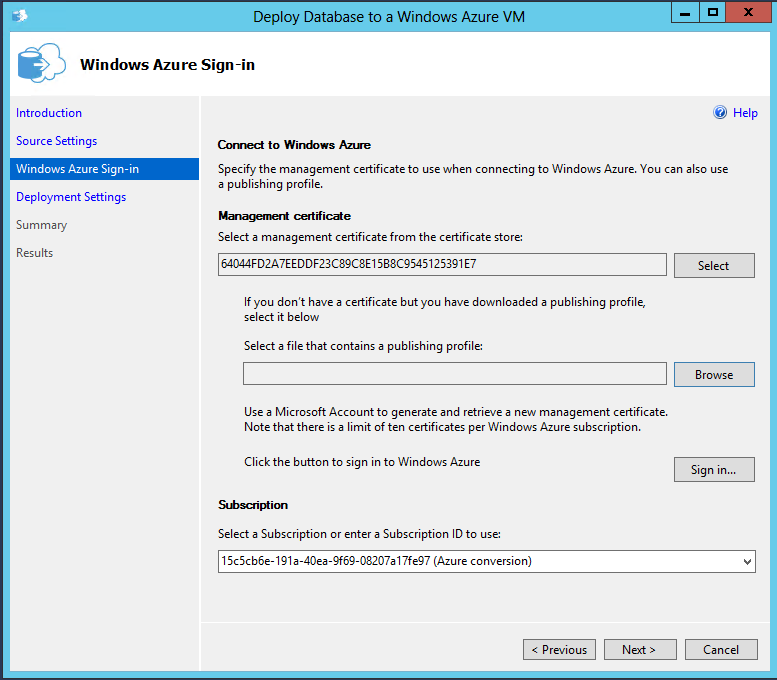 Deploy Database to a Windows Azure VM
Windows Azure Sign-in
Introduction
Source Settings
Windows Azure Sign-in
Deployment Settings
Summary
Results
Help
Connect to Windows Azure
Specify the management certificate to use when connecting to Windows Azure. You can also use
a publishing profile.
Management certificate
Select a management certificate from the certificate store:
64044FD2A7EEDDF23C89C8E15B8C9545125391E7
Select
If you don't have a certificate but you have downloaded a publishing profile,
select it below
Select a file that contains a publishing profile:
Browse
Use a Microsoft Account to generate and retrieve a new management certificate.
Note that there is a limit of ten certificates per Windows Azure subscription.
Click the button to sign in to Windows Azure
Sign in...
Subscription
Select a Subscription or enter a Subscription ID to use:
15c5cb6e-191a-40ea-9f69-08207a17fe97 (Azure conversion)
< Previous
Next >
Cancel